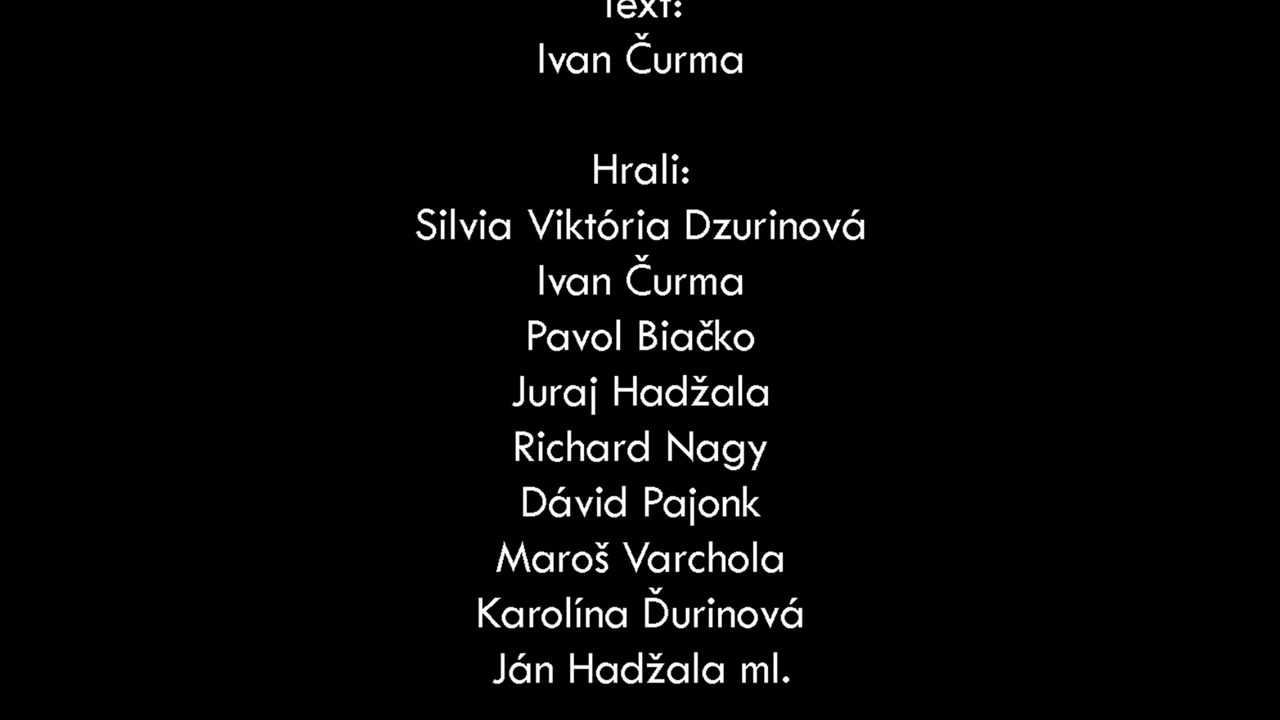 Text:
Ivan Čurma
Hrali:
Silvia Viktória Dzurinová
Ivan Čurma
Pavol Biačko
Juraj Hadžala
Richard Nagy
Dávid Pajonk
Maroš Varchola
Karolína Ďurinová
Ján Hadžala ml.